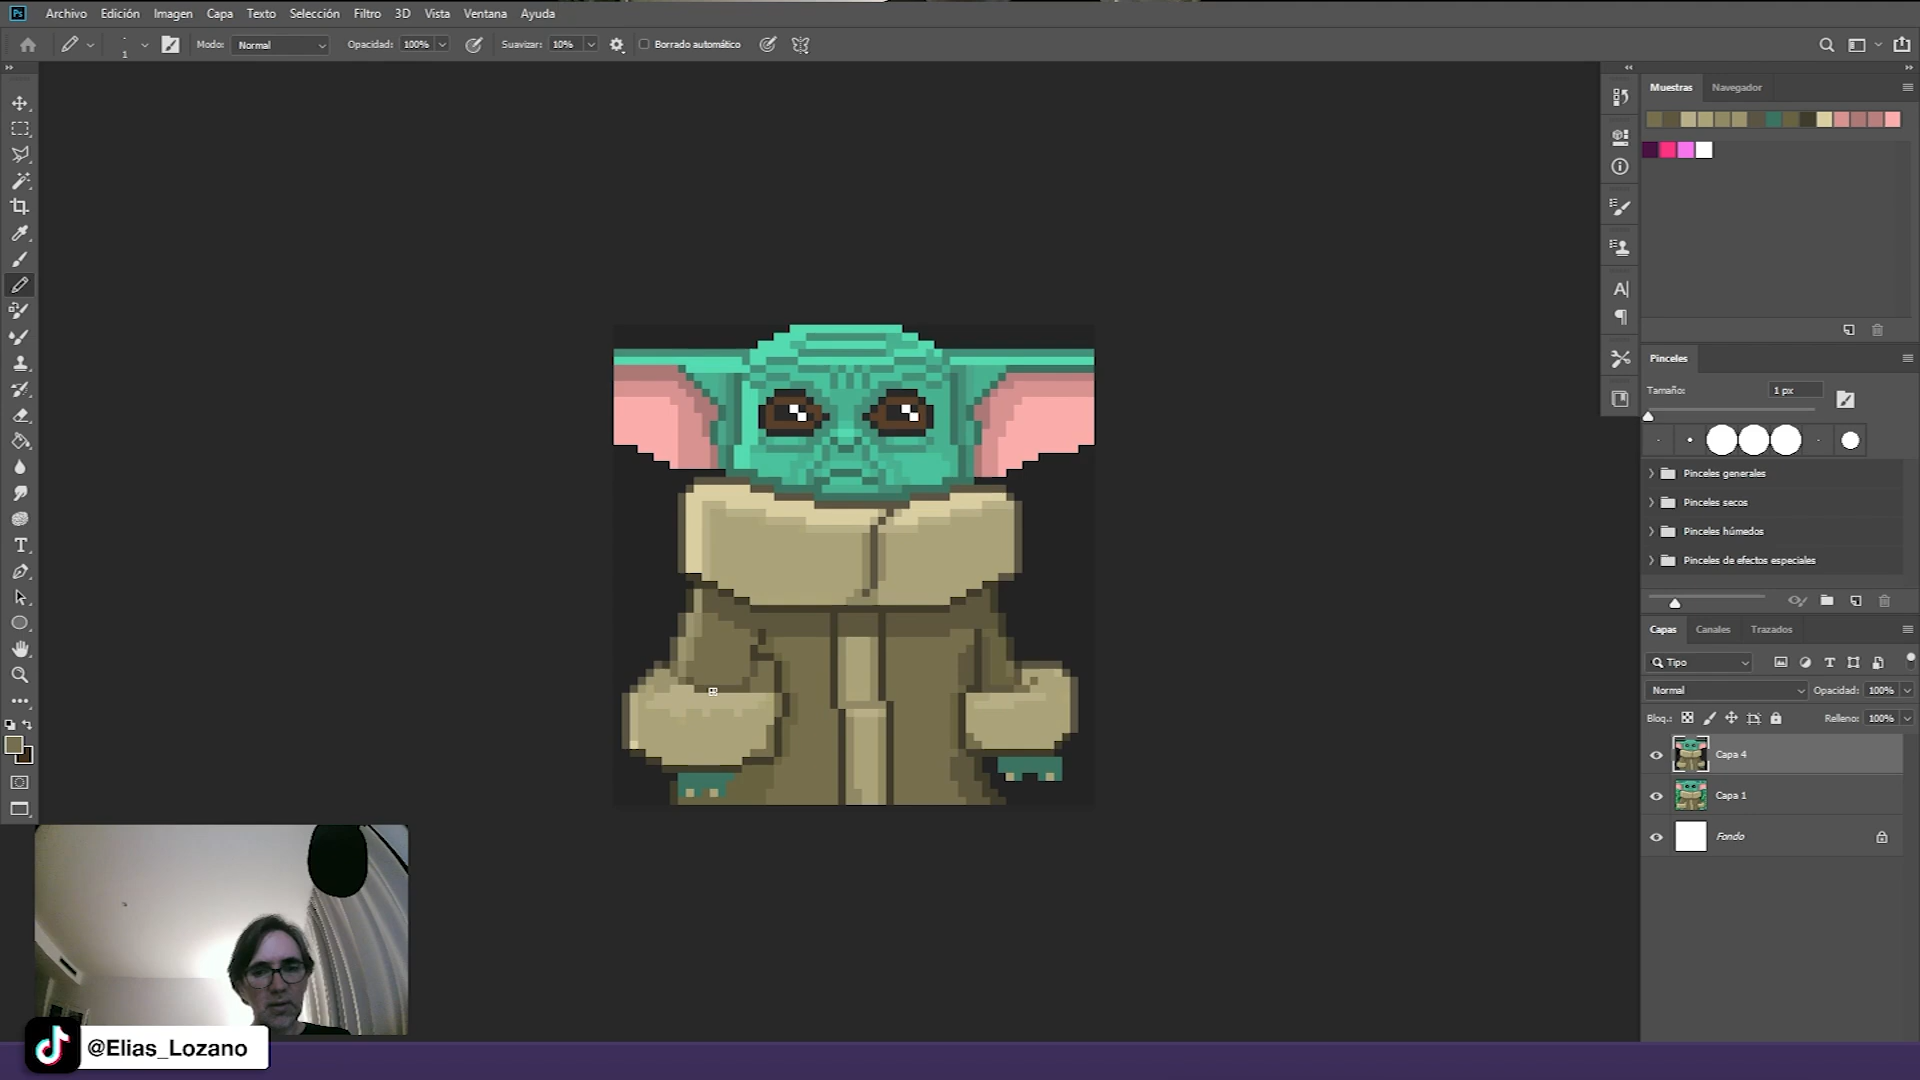 Ps Archivo Edición Imagen Capa Texto Selección Filtro 3D Vista Ventana Ayuda
1 Modo: Normal Opacidad: 100% Suavizar: 10% Borrado automático
Muestras Navegador
Pinceles
Tamaño: 1 px
Pinceles generales
Pinceles secos
Pinceles húmedos
Pinceles de efectos especiales
Capas Canales Trazados
Tipo
Normal Opacidad: 100%
Bloq.: Relleno: 100%
Capa 4
Capa 1
Fondo
@Elias_Lozano